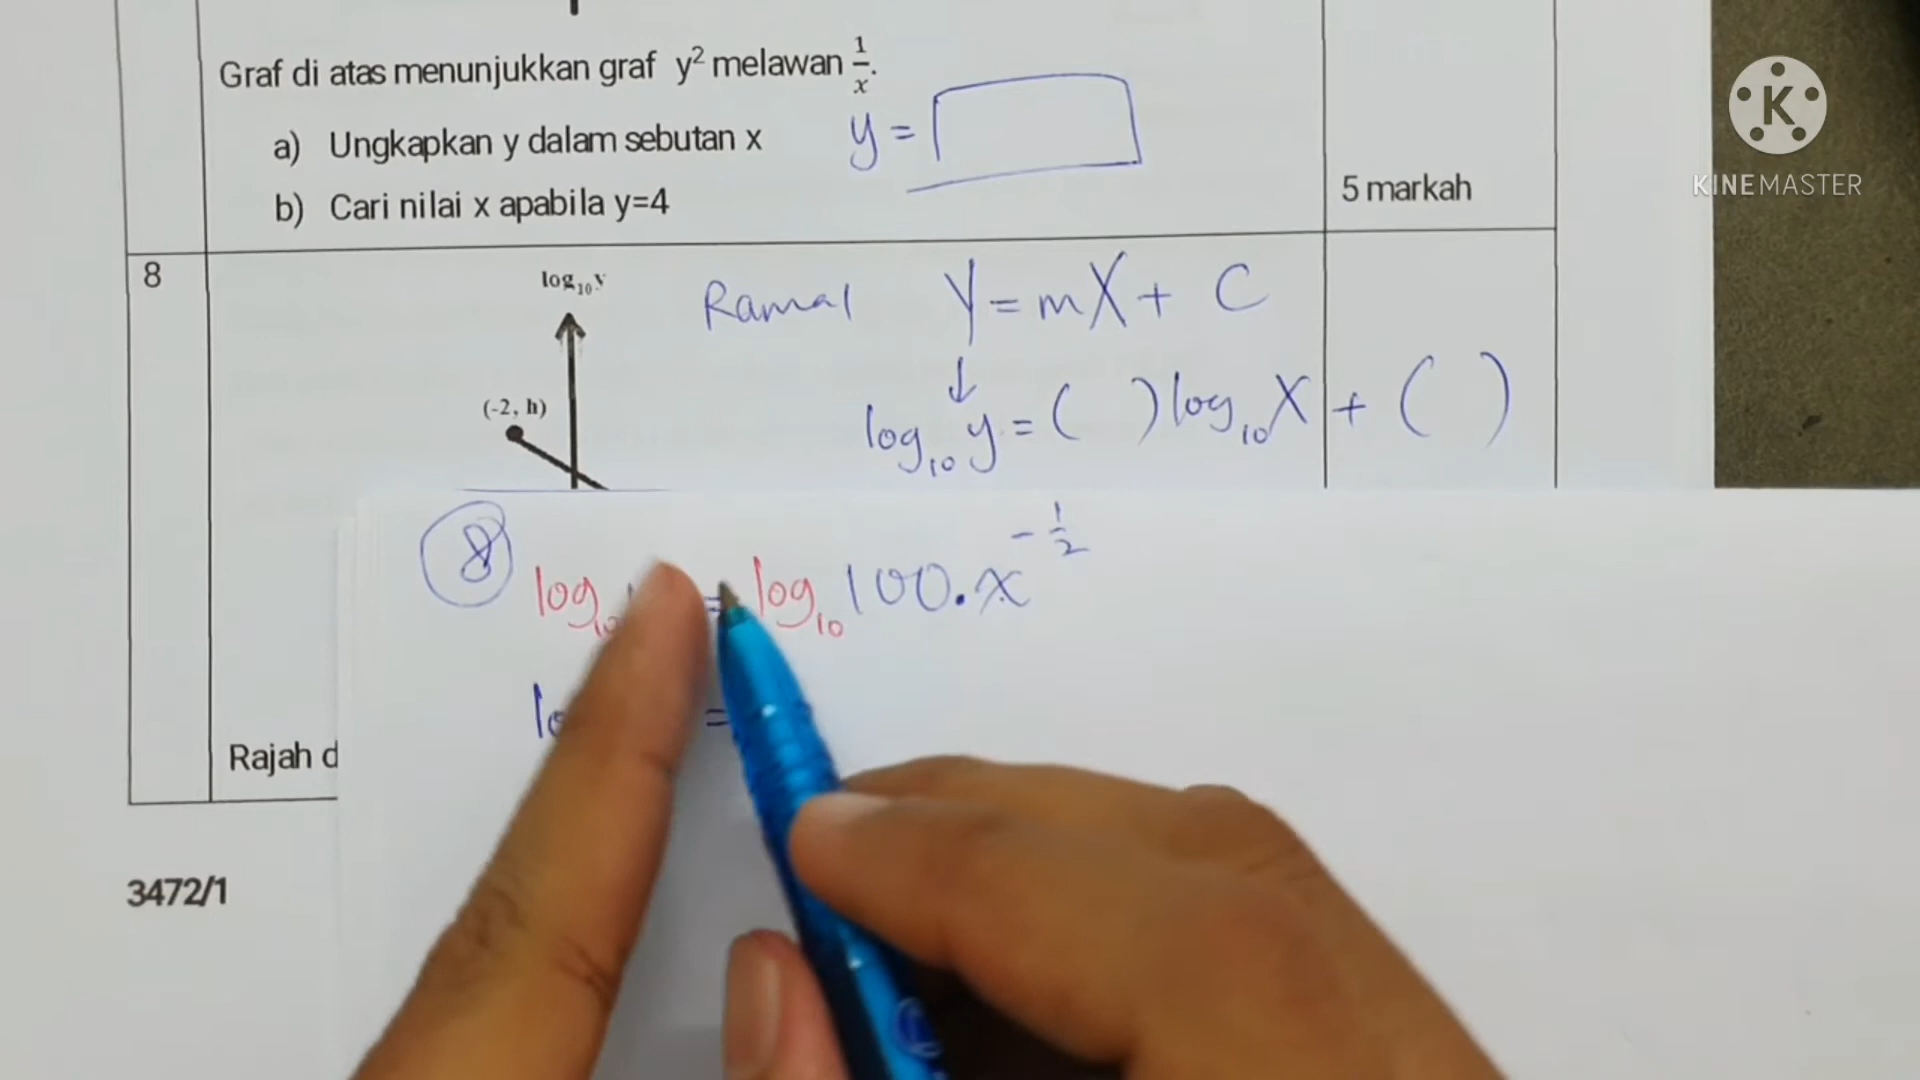 Graf di atas menunjukkan graf y² melawan 1/x.
a) Ungkapkan y dalam sebutan x
y =
b) Cari nilai x apabila y=4
5 markah
KINEMASTER
8
log₁₀ y
Ramal Y = mX + C
(-2, h)
log₁₀ y = ( ) log₁₀ X + ( )
8
log₁₀ = log₁₀ 100.x^(-1/2)
=
Rajah d
3472/1